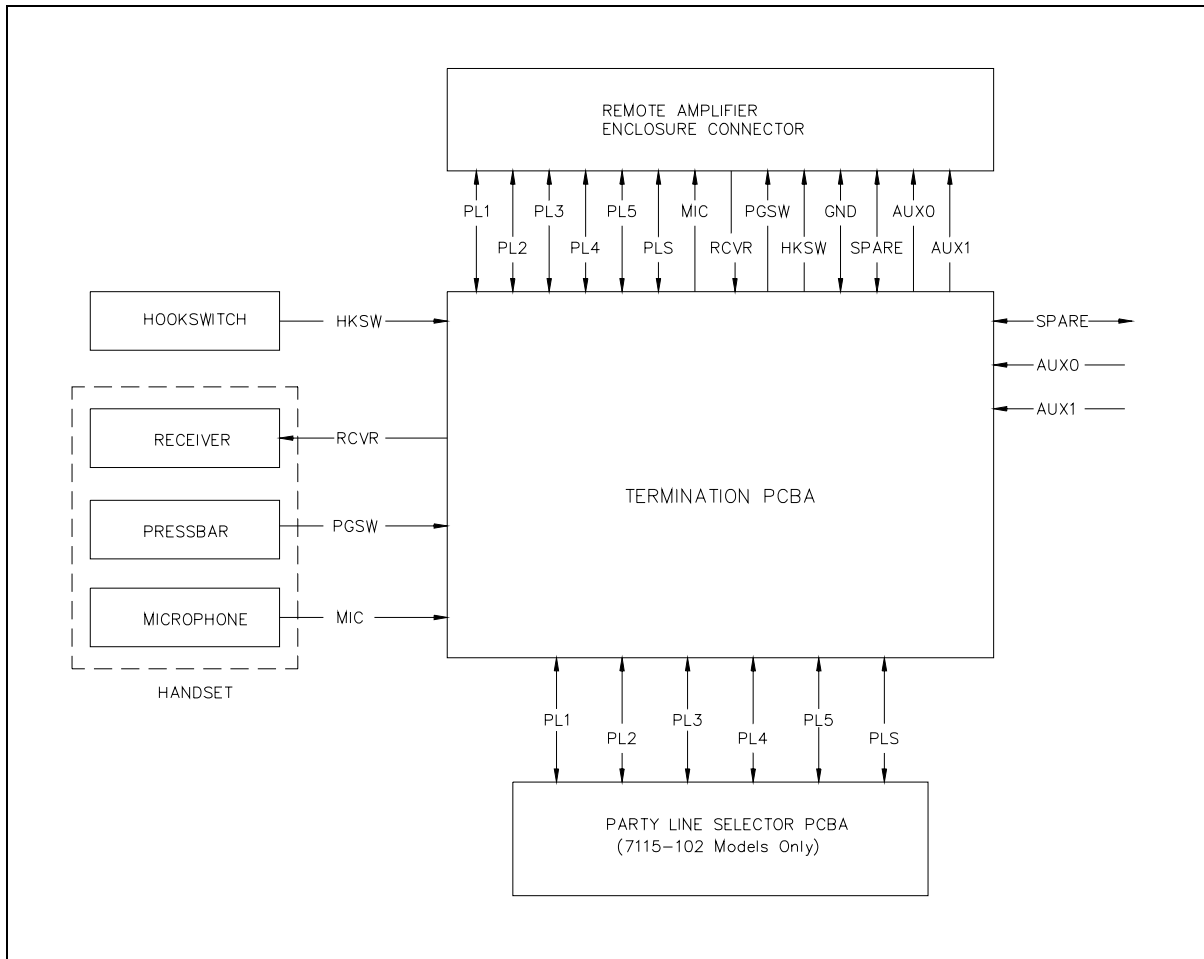 REMOTE AMPLIFIER
ENCLOSURE CONNECTOR
PL1 PL3 PL5 MIC PGSW GND AUX0
PL2 PL4 PLS RCVR HKSW SPARE AUX1
HOOKSWITCH HKSW SPARE
AUX0
AUX1
RECEIVER RCVR
TERMINATION PCBA
PRESSBAR PGSW
MICROPHONE MIC
HANDSET
PL1 PL3 PL5
PL2 PL4 PLS
PARTY LINE SELECTOR PCBA
(7115-102 Models Only)